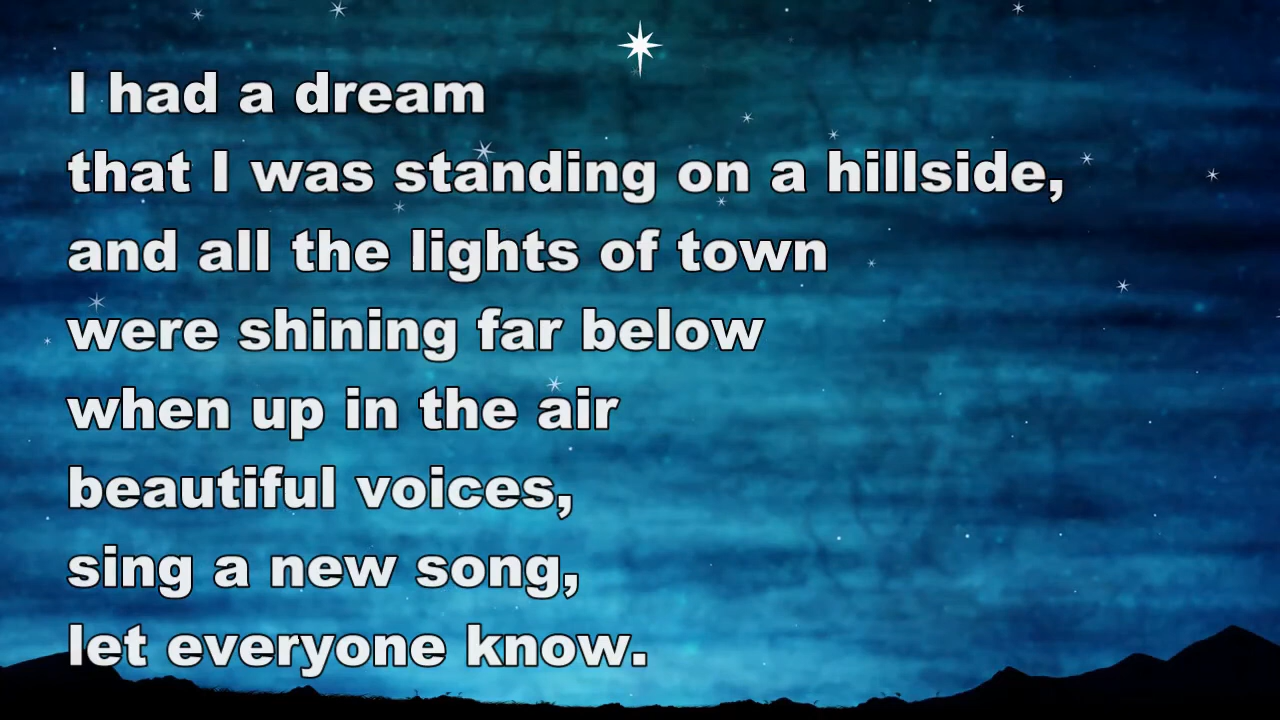 I had a dream
that I was standing on a hillside,
and all the lights of town
were shining far below
when up in the air
beautiful voices,
sing a new song,
let everyone know.